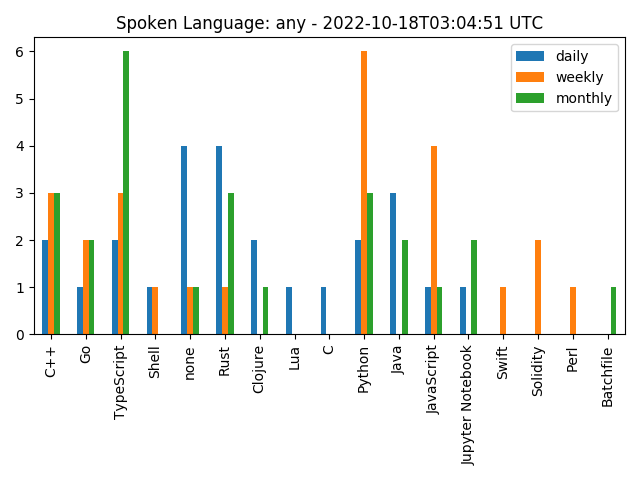 Spoken Language: any - 2022-10-18T03:04:51 UTC
daily
weekly
monthly
6
5
4
3
2
1
0
C++
Go
TypeScript
Shell
none
Rust
Clojure
Lua
C
Python
Java
JavaScript
Jupyter Notebook
Swift
Solidity
Perl
Batchfile